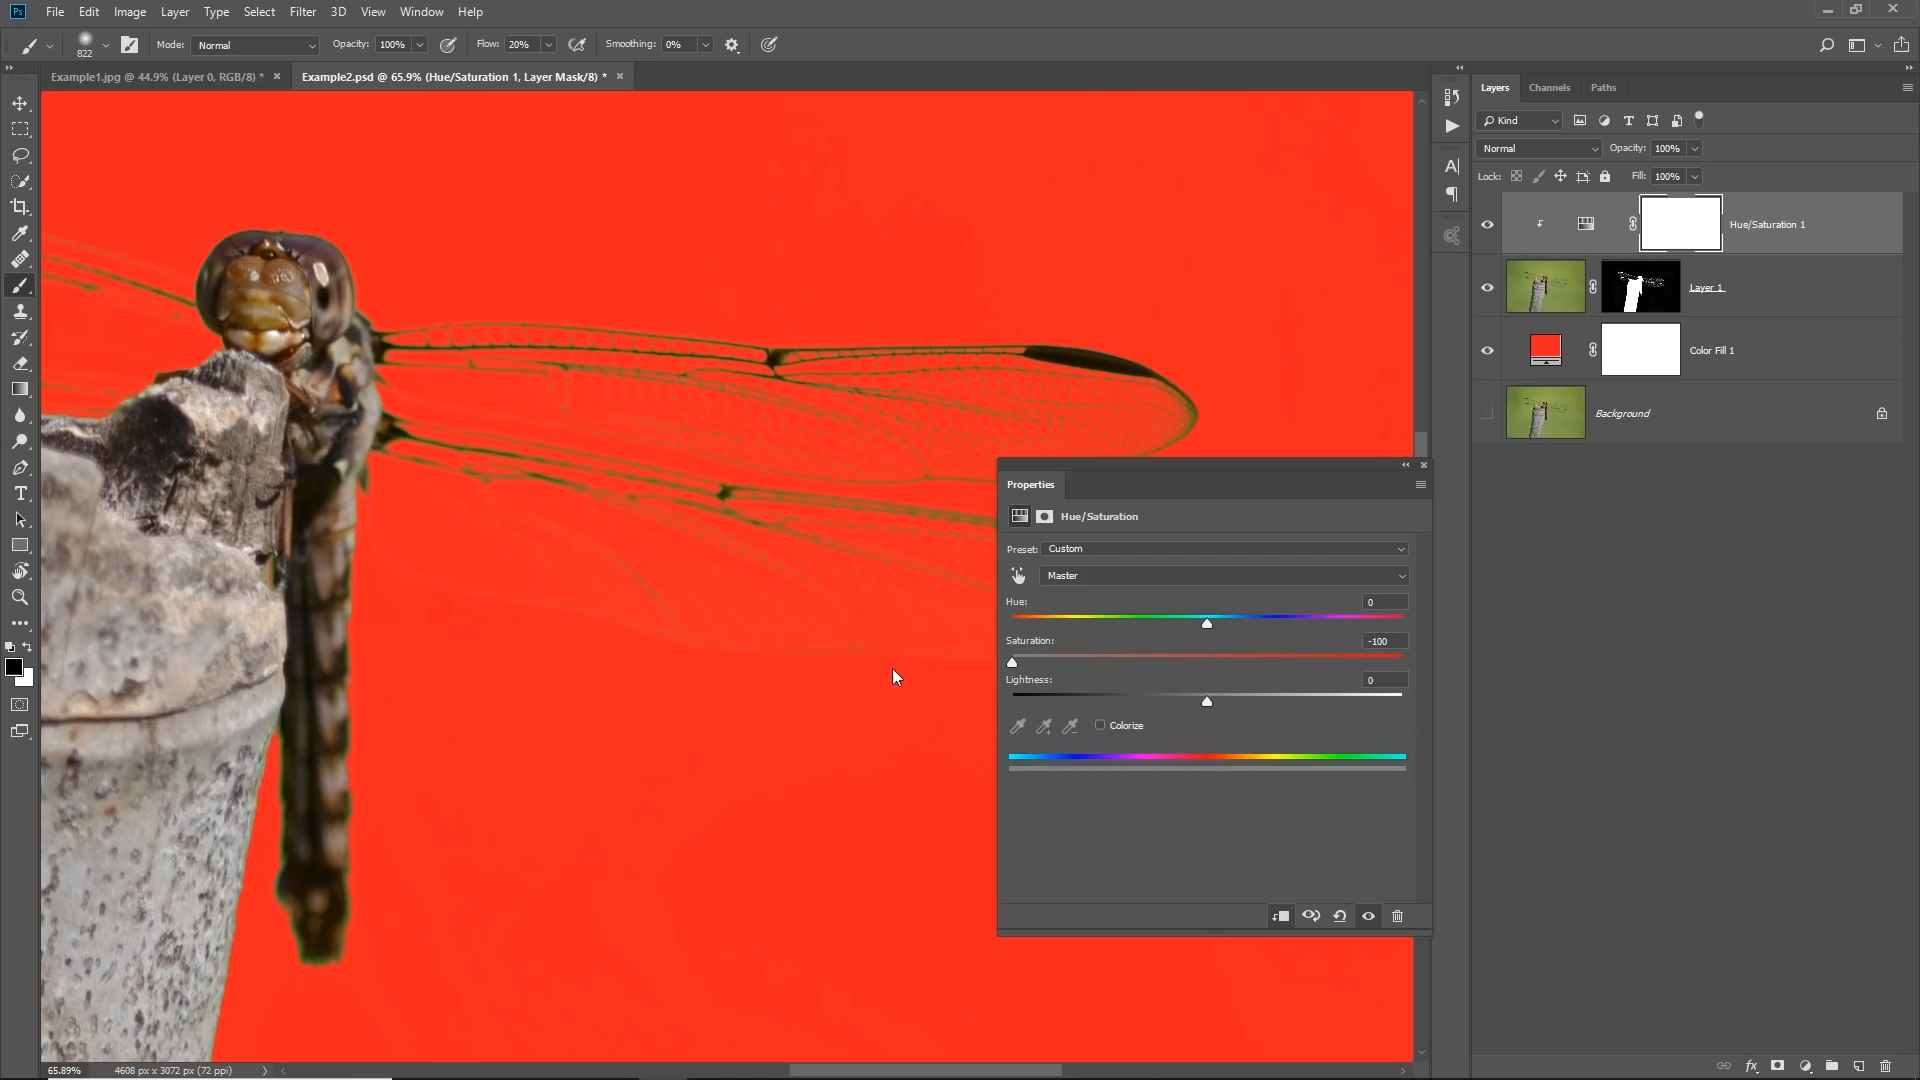 Ps File Edit Image Layer Type Select Filter 3D View Window Help
822 Mode: Normal Opacity: 100% Flow: 20% Smoothing: 0%
Example1.jpg @ 44.9% (Layer 0, RGB/8) * Example2.psd @ 65.9% (Hue/Saturation 1, Layer Mask/8) *
Layers Channels Paths
Kind
Normal Opacity: 100%
Lock: Fill: 100%
Hue/Saturation 1
Layer 1
Color Fill 1
Background
Properties
Hue/Saturation
Preset: Custom
Master
Hue: 0
Saturation: -100
Lightness: 0
Colorize
65.89% 4608 px x 3072 px (72 ppi)